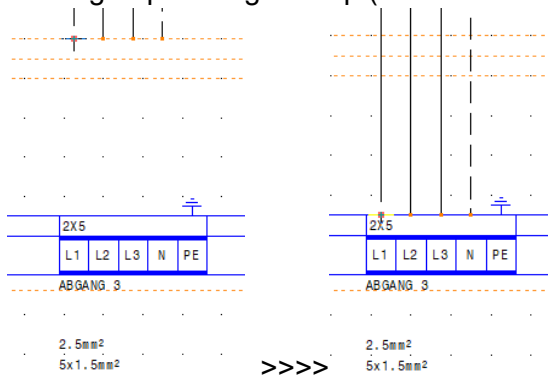 2X5
L1 L2 L3 N PE
ABGANG 3
2.5mm²
5x1.5mm²
>>>>
2X5
L1 L2 L3 N PE
ABGANG 3
2.5mm²
5x1.5mm²